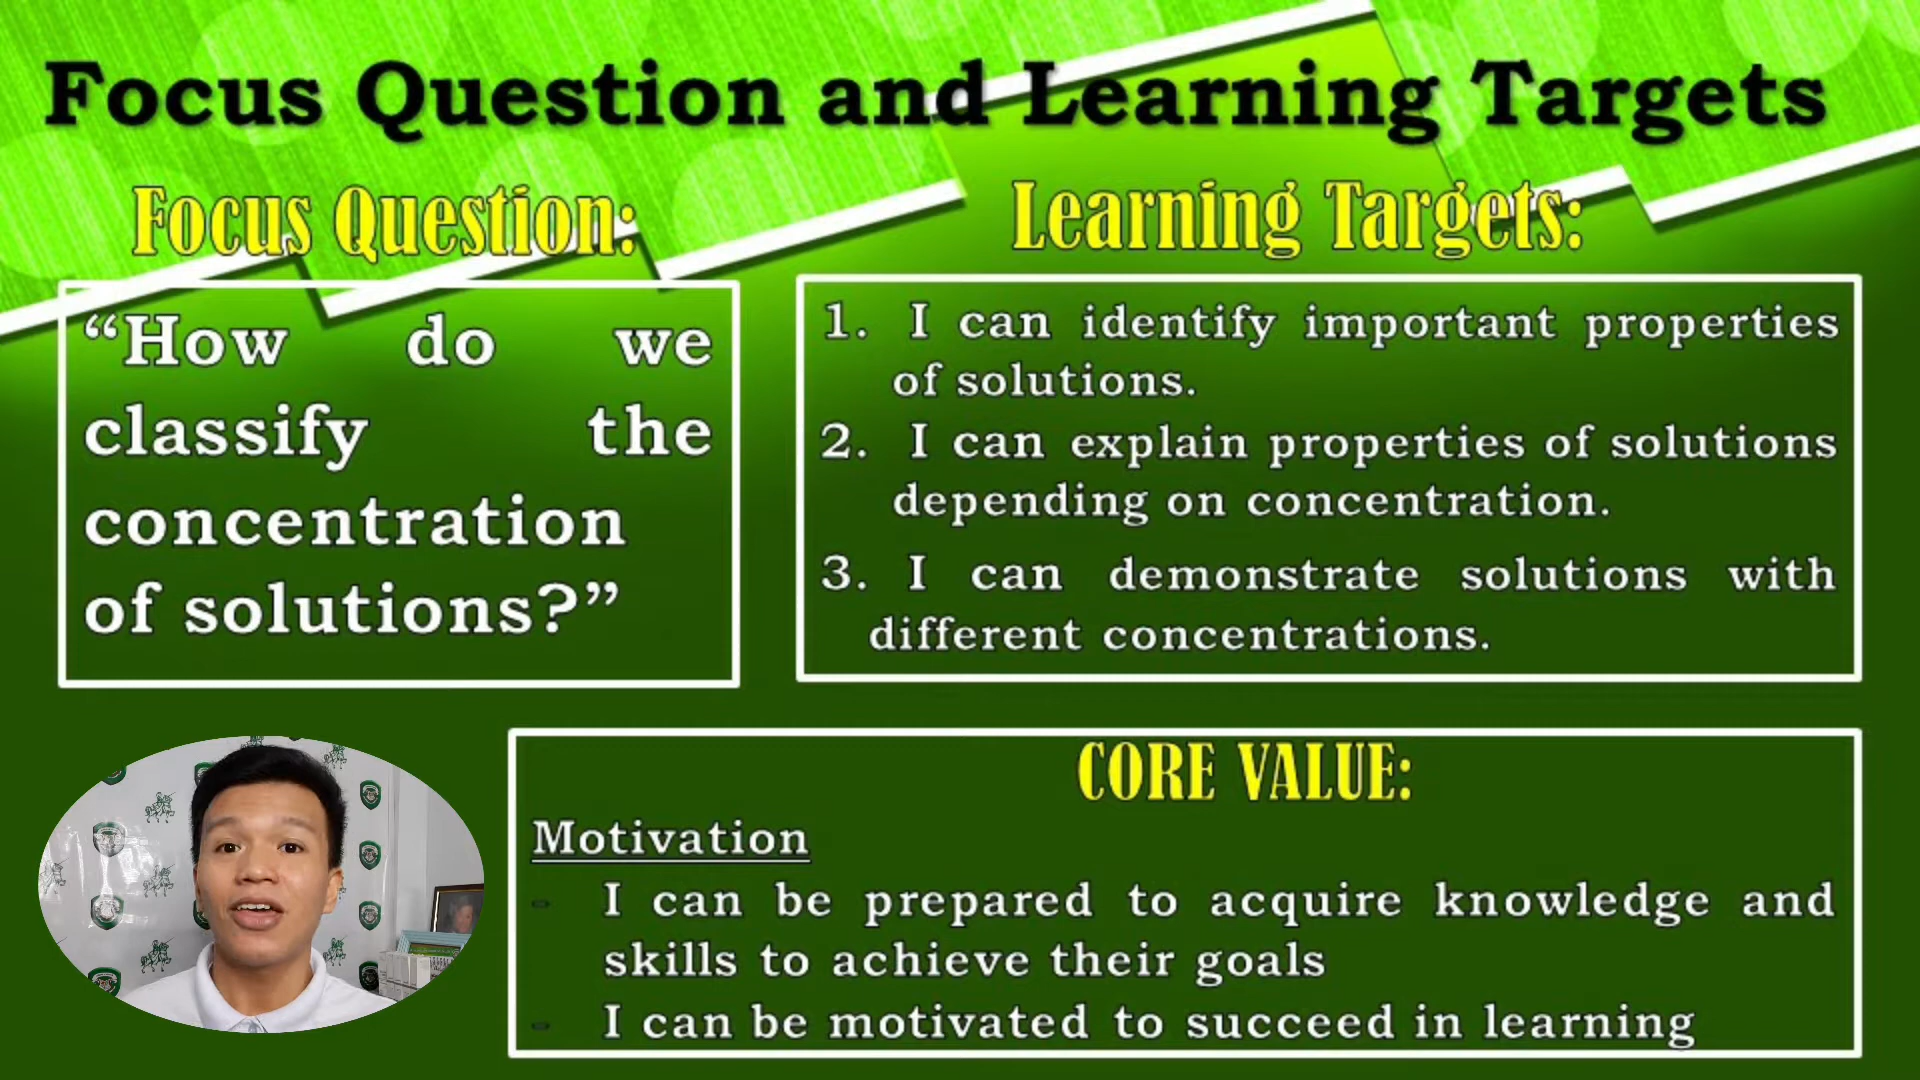 Focus Question and Learning Targets
Focus Question:
“How do we
classify the
concentration
of solutions?”
Learning Targets:
1. I can identify important properties
of solutions.
2. I can explain properties of solutions
depending on concentration.
3. I can demonstrate solutions with
different concentrations.
CORE VALUE:
Motivation
- I can be prepared to acquire knowledge and
skills to achieve their goals
- I can be motivated to succeed in learning